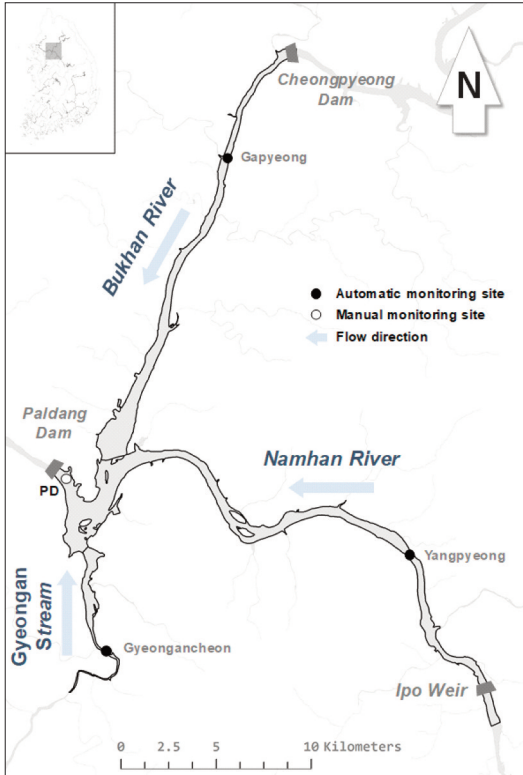 Cheongpyeong
Dam
N
Gapyeong
Bukhan River
Automatic monitoring site
Manual monitoring site
Flow direction
Paldang
Dam
PD
Namhan River
Yangpyeong
Gyeongan
Stream
Gyeongancheon
Ipo Weir
0 2.5 5 10 Kilometers